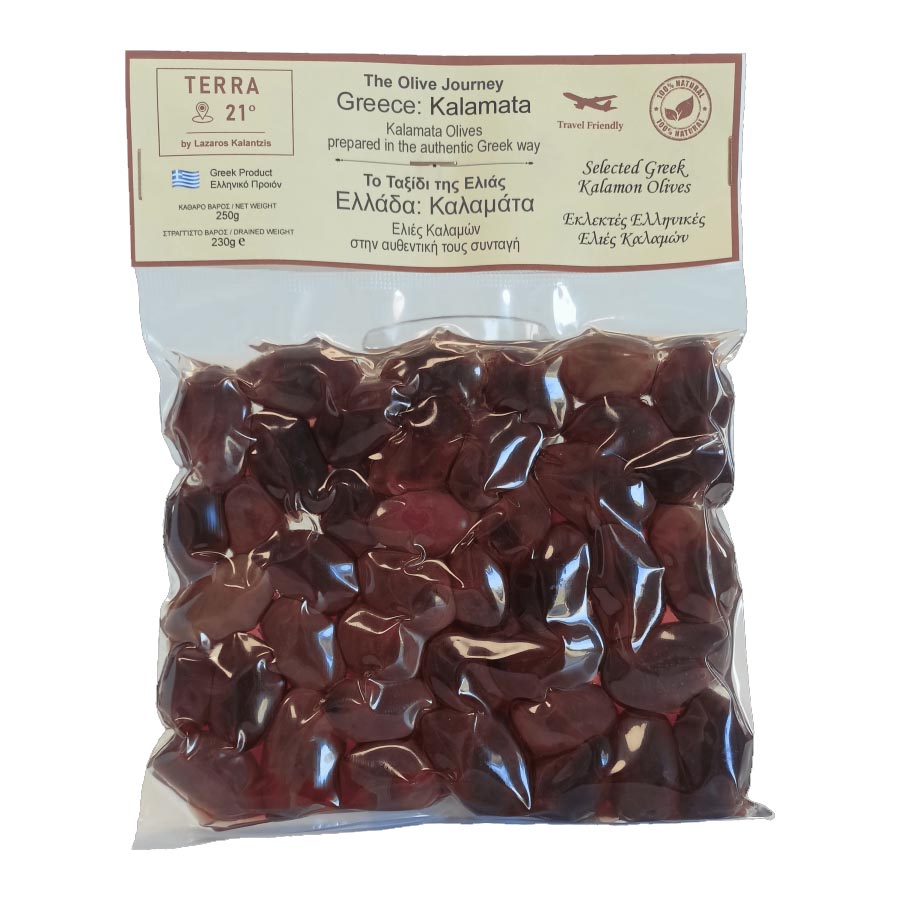 TERRA
21°
by Lazaros Kalantzis
Greek Product
Ελληνικό Προιόν
ΚΑΘΑΡΟ ΒΑΡΟΣ / NET WEIGHT
250g
ΣΤΡΑΓΓΙΣΤΟ ΒΑΡΟΣ / DRAINED WEIGHT
230g e
The Olive Journey
Greece: Kalamata
Kalamata Olives
prepared in the authentic Greek way
Το Ταξίδι της Ελιάς
Ελλάδα: Καλαμάτα
Ελιές Καλαμών
στην αυθεντική τους συνταγή
Travel Friendly
100% NATURAL
100% NATURAL
Selected Greek
Kalamon Olives
Εκλεκτές Ελληνικές
Ελιές Καλαμών